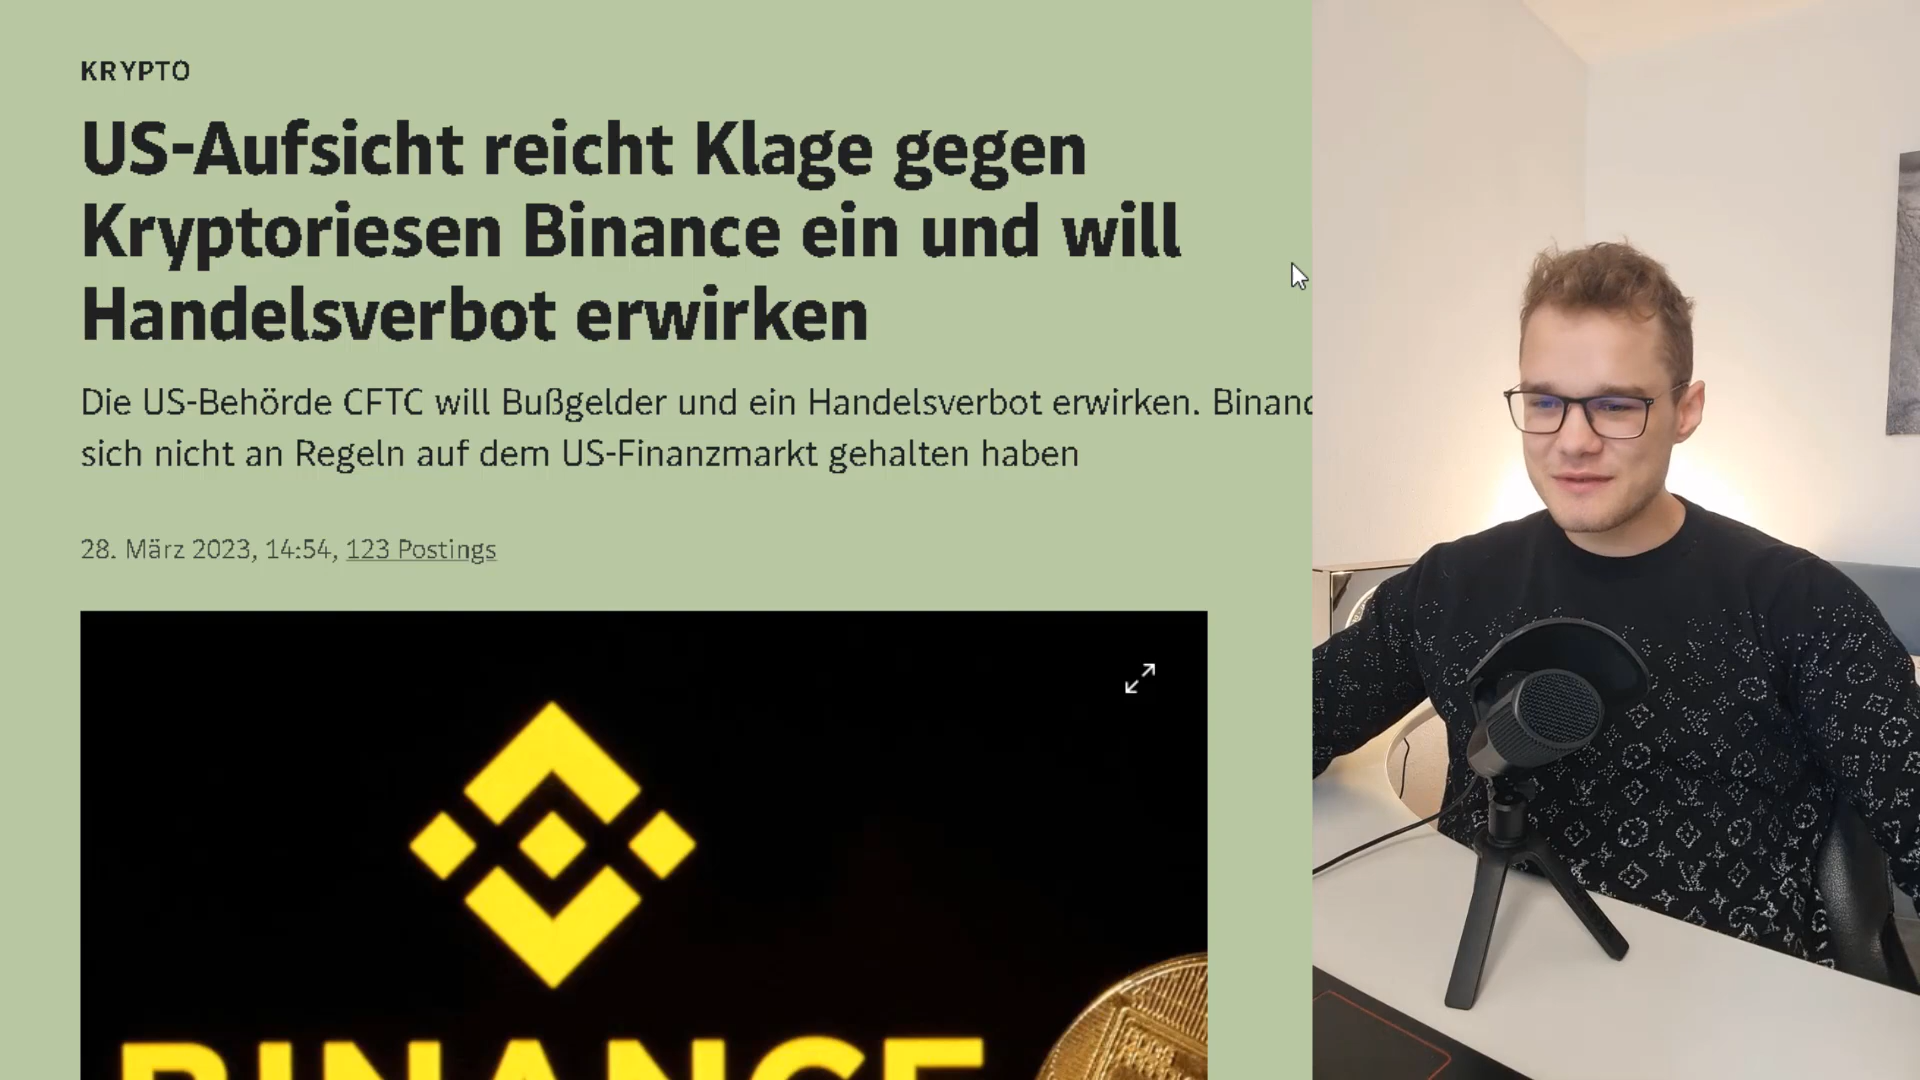 KRYPTO
US-Aufsicht reicht Klage gegen
Kryptoriesen Binance ein und will
Handelsverbot erwirken
Die US-Behörde CFTC will Bußgelder und ein Handelsverbot erwirken. Binanc
sich nicht an Regeln auf dem US-Finanzmarkt gehalten haben
28. März 2023, 14:54, 123 Postings
BINANCE